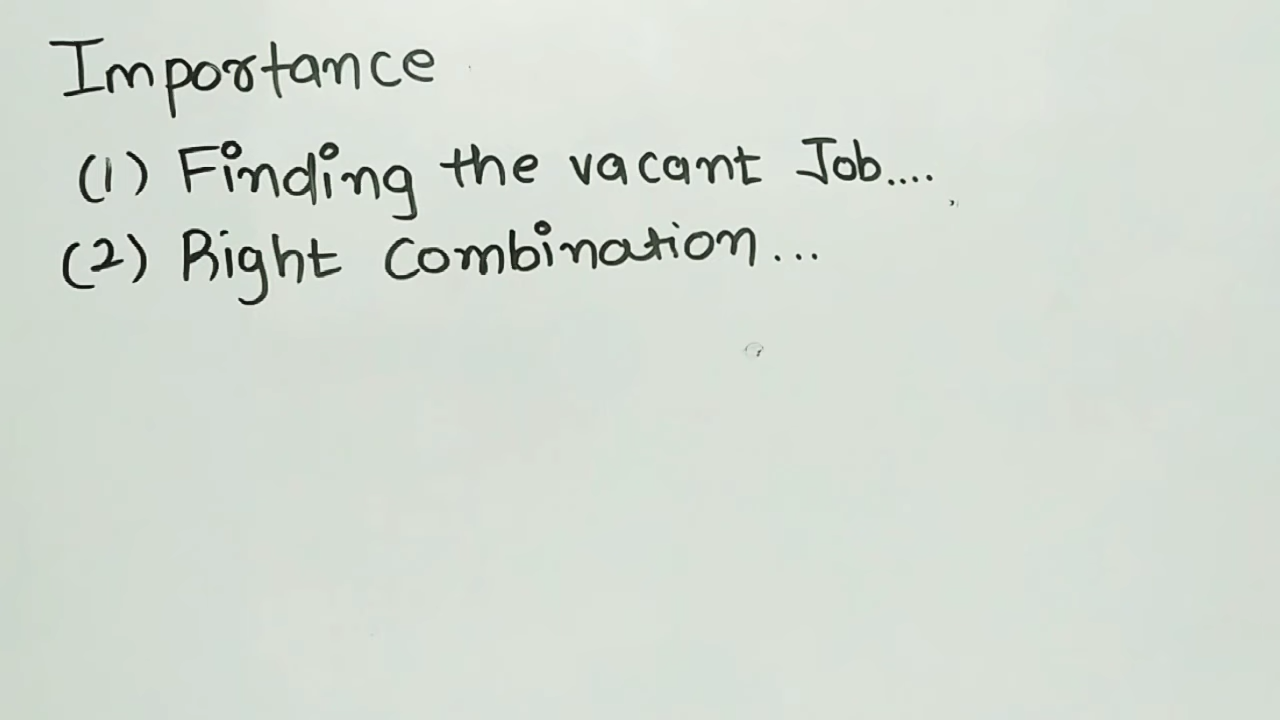 Importance
(1) Finding the vacant Job....
(2) Right Combination...